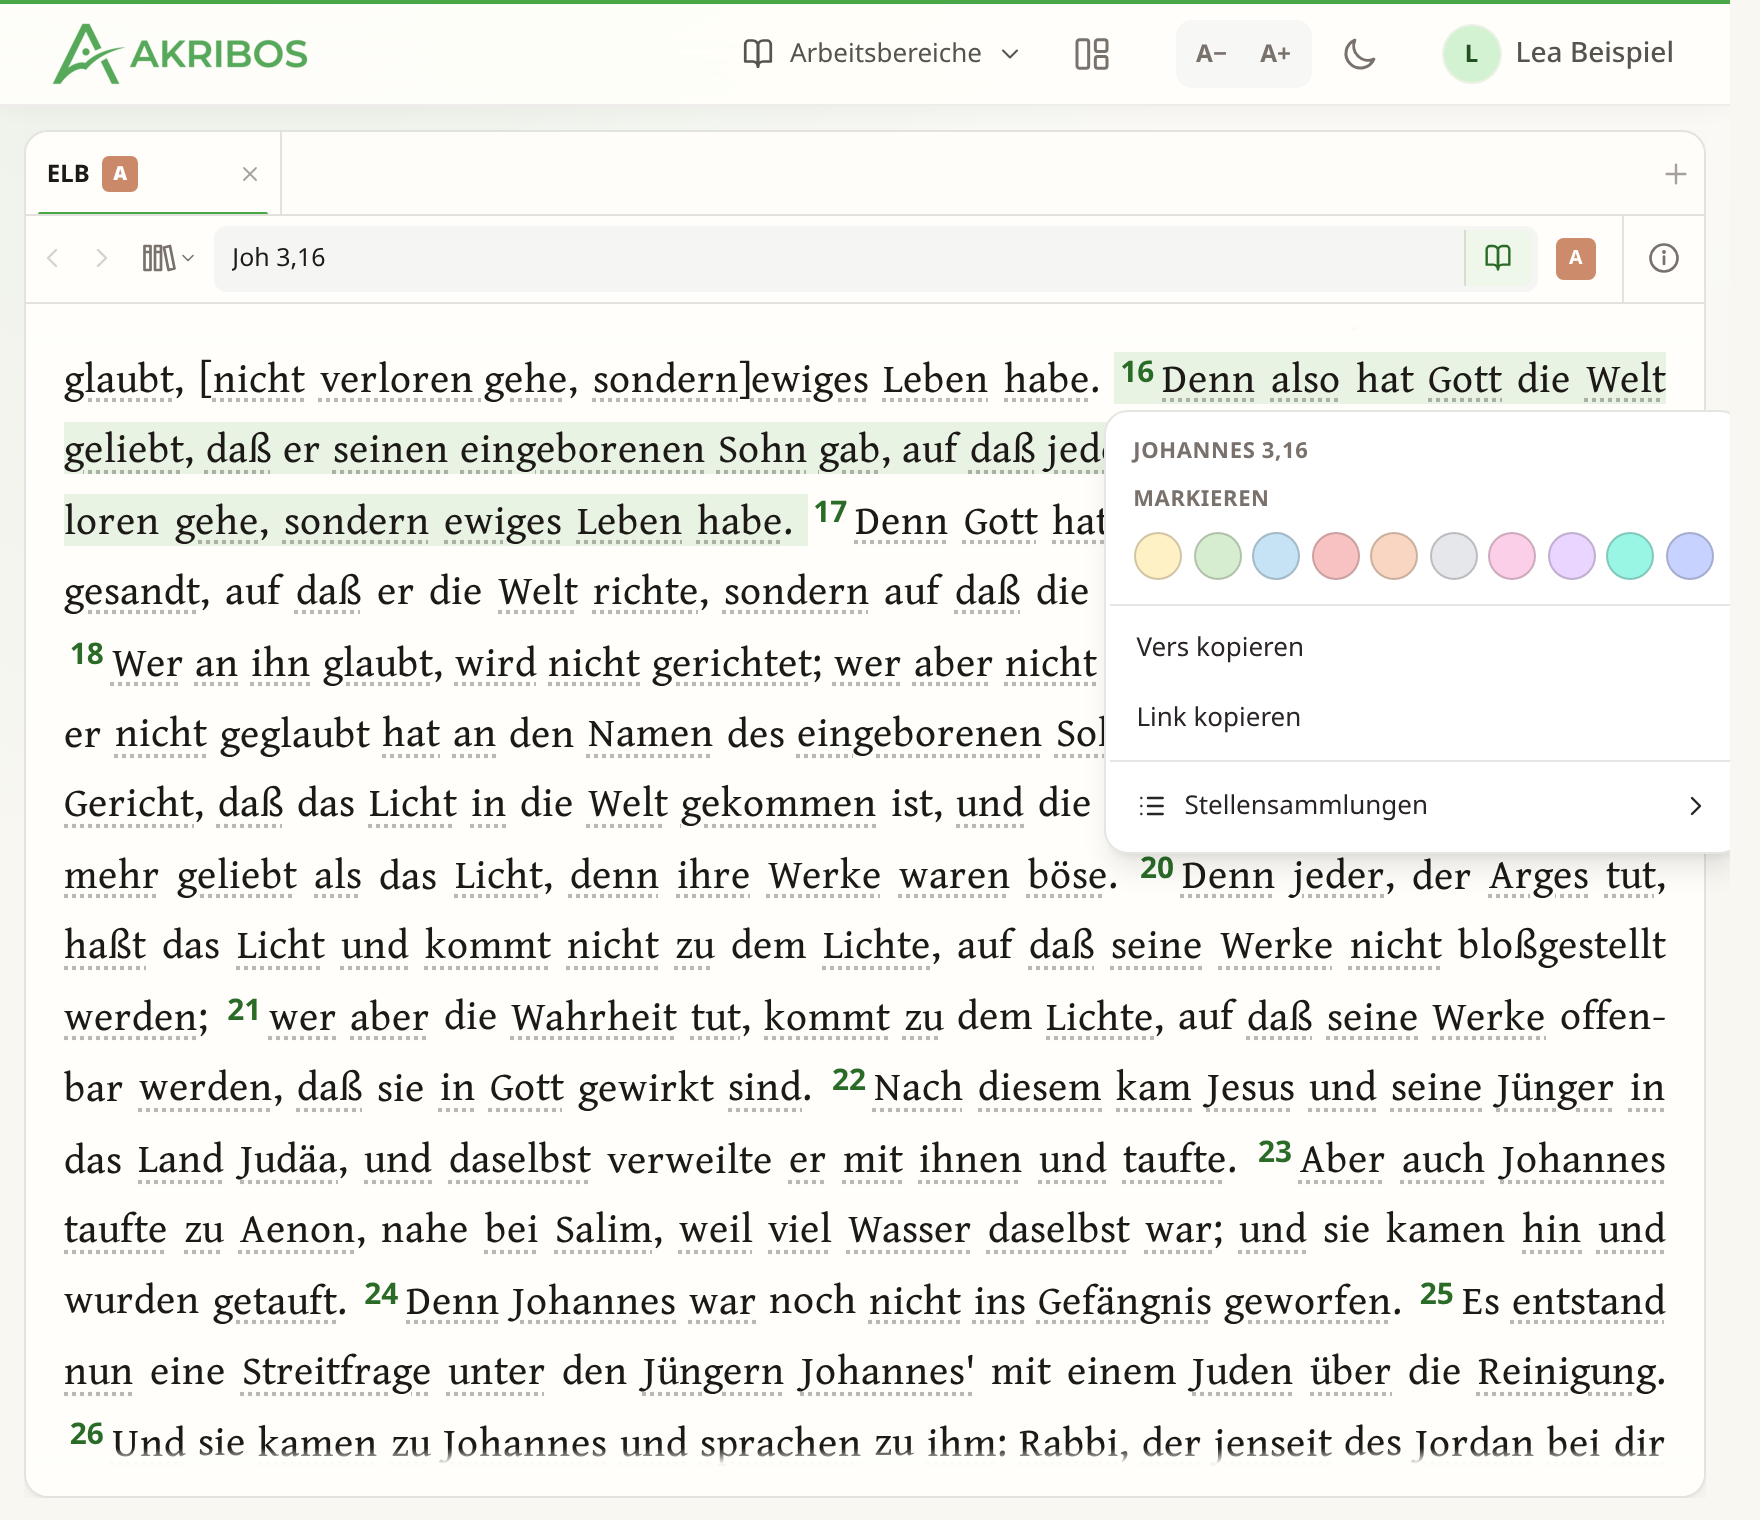 AKRIBOS
Arbeitsbereiche
A− A+
L Lea Beispiel
ELB A
Joh 3,16
A
glaubt, [nicht verloren gehe, sondern]ewiges Leben habe. 16 Denn also hat Gott die Welt
geliebt, daß er seinen eingeborenen Sohn gab, auf daß
loren gehe, sondern ewiges Leben habe. 17 Denn Gott hat
gesandt, auf daß er die Welt richte, sondern auf daß die
18 Wer an ihn glaubt, wird nicht gerichtet; wer aber nicht
er nicht geglaubt hat an den Namen des eingeborenen
Gericht, daß das Licht in die Welt gekommen ist, und die
mehr geliebt als das Licht, denn ihre Werke waren böse. 20 Denn jeder, der Arges tut,
haßt das Licht und kommt nicht zu dem Lichte, auf daß seine Werke nicht bloßgestellt
werden; 21 wer aber die Wahrheit tut, kommt zu dem Lichte, auf daß seine Werke offen-
bar werden, daß sie in Gott gewirkt sind. 22 Nach diesem kam Jesus und seine Jünger in
das Land Judäa, und daselbst verweilte er mit ihnen und taufte. 23 Aber auch Johannes
taufte zu Aenon, nahe bei Salim, weil viel Wasser daselbst war; und sie kamen hin und
wurden getauft. 24 Denn Johannes war noch nicht ins Gefängnis geworfen. 25 Es entstand
nun eine Streitfrage unter den Jüngern Johannes' mit einem Juden über die Reinigung.
26 Und sie kamen zu Johannes und sprachen zu ihm: Rabbi, der jenseit des Jordan bei dir
JOHANNES 3,16
MARKIEREN
Vers kopieren
Link kopieren
Stellensammlungen